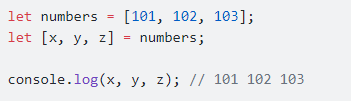 let numbers = [101, 102, 103];
let [x, y, z] = numbers;
console.log(x, y, z); // 101 102 103